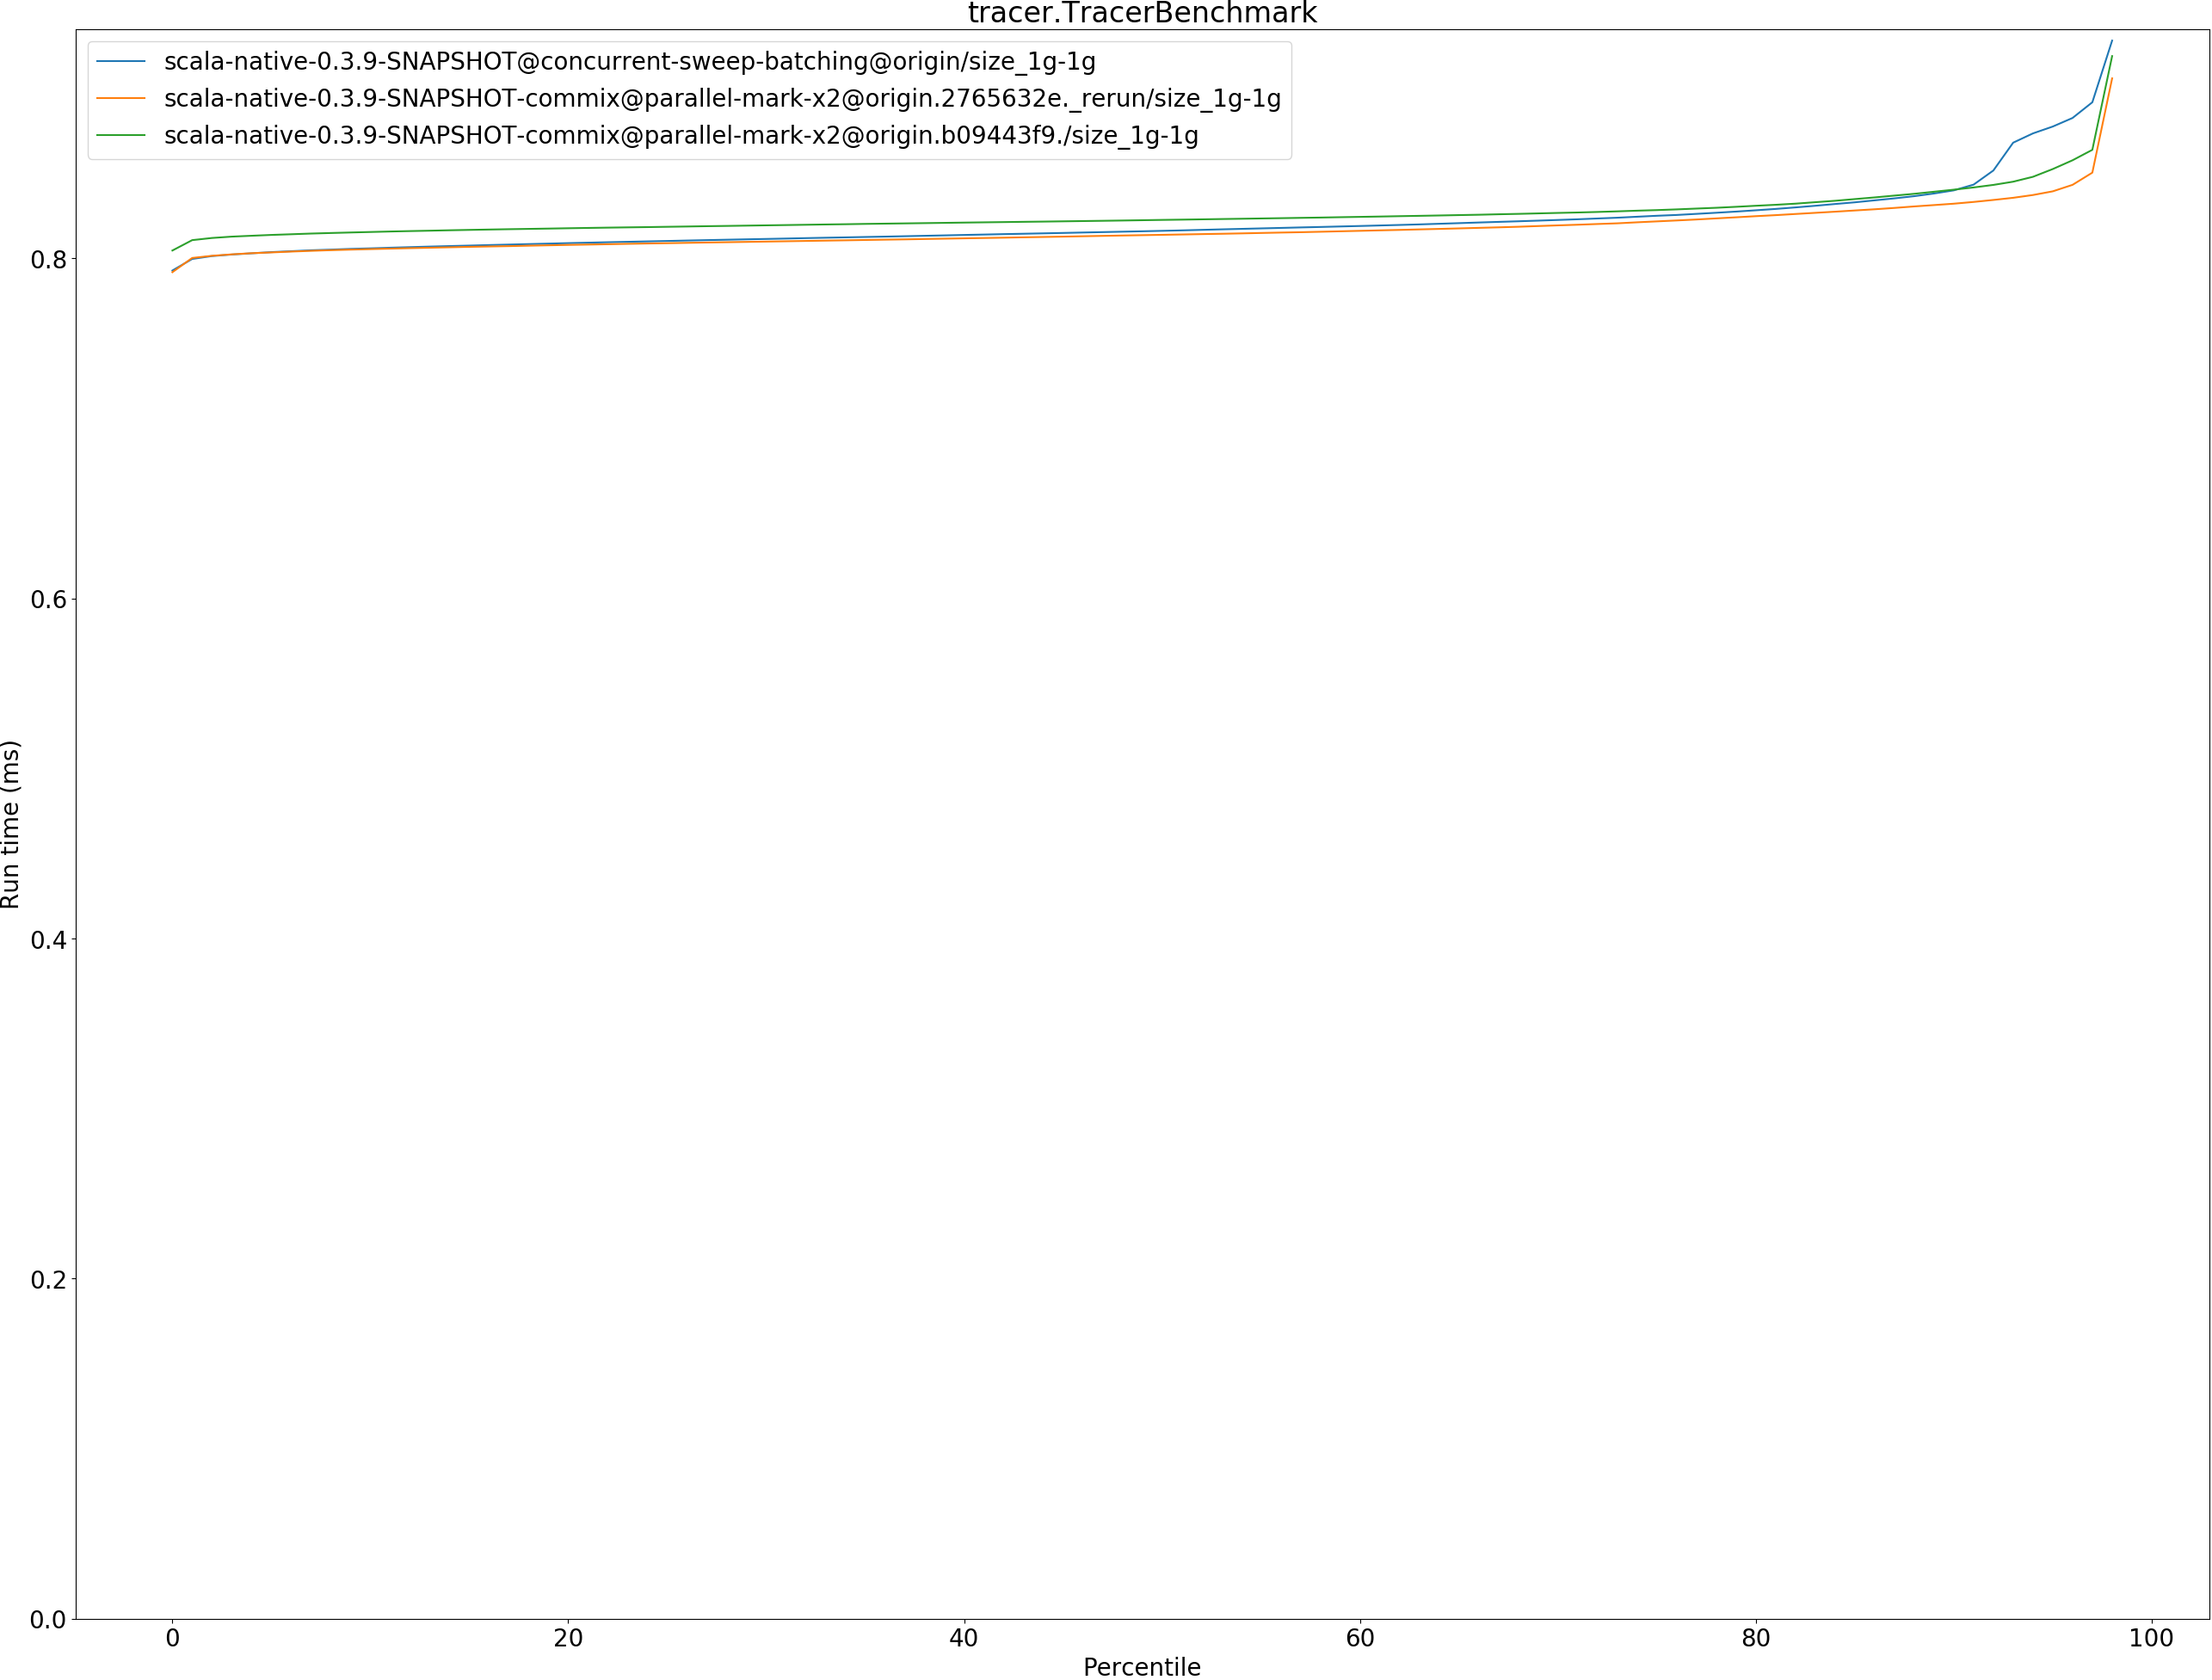 tracer.TracerBenchmark
scala-native-0.3.9-SNAPSHOT@concurrent-sweep-batching@origin/size_1g-1g
scala-native-0.3.9-SNAPSHOT-commix@parallel-mark-x2@origin.2765632e._rerun/size_1g-1g
scala-native-0.3.9-SNAPSHOT-commix@parallel-mark-x2@origin.b09443f9./size_1g-1g
0.8
0.6
0.4
0.2
0.0
Run time (ms)
0 20 40 60 80 100
Percentile